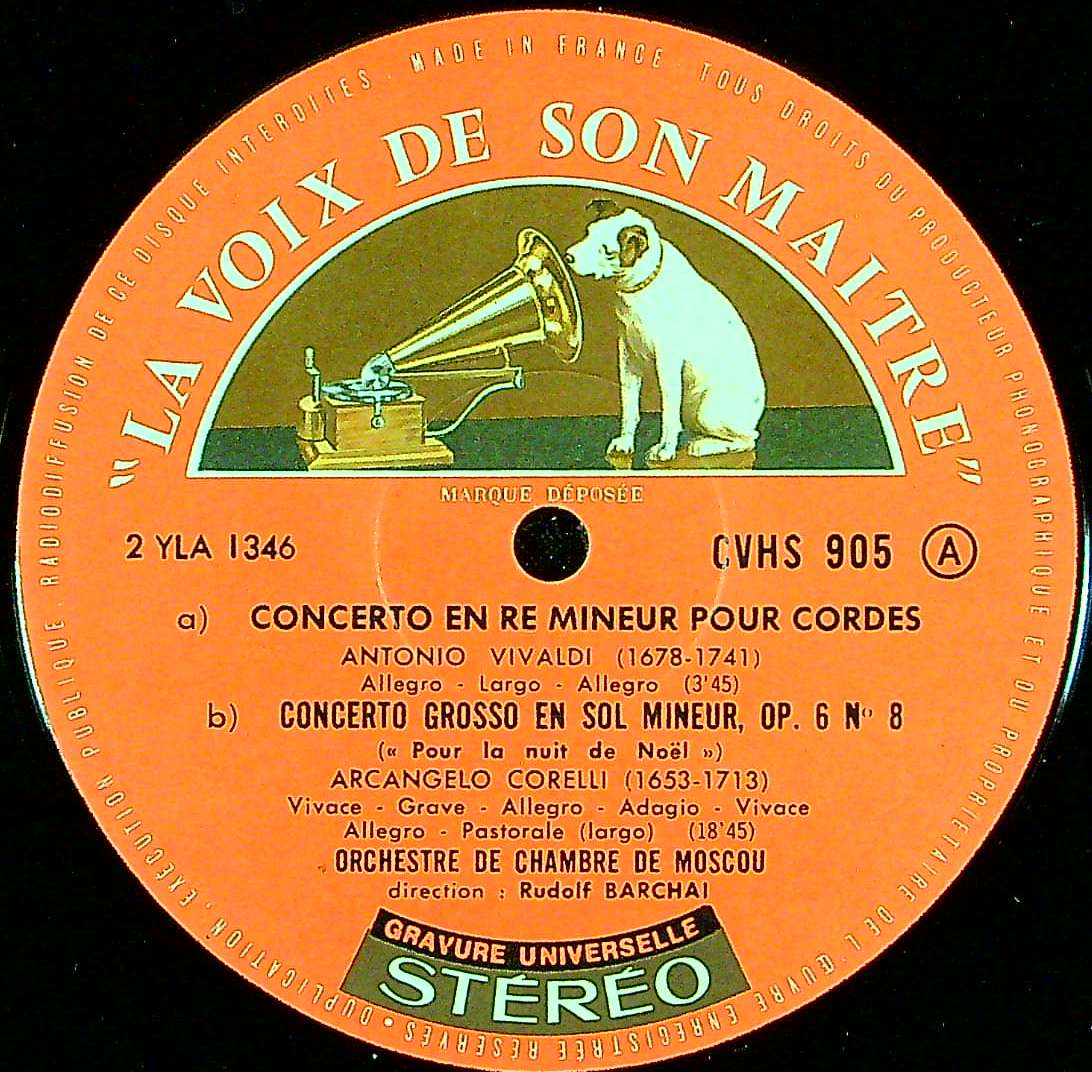 DUPLICATION, EXÉCUTION PUBLIQUE, RADIODIFFUSION DE CE DISQUE INTERDITES · MADE IN FRANCE TOUS DROITS DU PRODUCTEUR PHONOGRAPHIQUE ET DU PROPRIETAIRE DE L'ŒUVRE ENREGISTRÉE RESERVÉS •
"LA VOIX DE SON MAITRE"
MARQUE DÉPOSÉE
2 YLA 1346
CVHS 905 A
a) CONCERTO EN RE MINEUR POUR CORDES
ANTONIO VIVALDI (1678-1741)
Allegro - Largo - Allegro (3'45)
b) CONCERTO GROSSO EN SOL MINEUR, OP. 6 Nº 8
(« Pour la nuit de Noël »)
ARCANGELO CORELLI (1653-1713)
Vivace - Grave - Allegro - Adagio - Vivace
Allegro - Pastorale (largo) (18'45)
ORCHESTRE DE CHAMBRE DE MOSCOU
direction : Rudolf BARCHAI
GRAVURE UNIVERSELLE
STÉRÉO